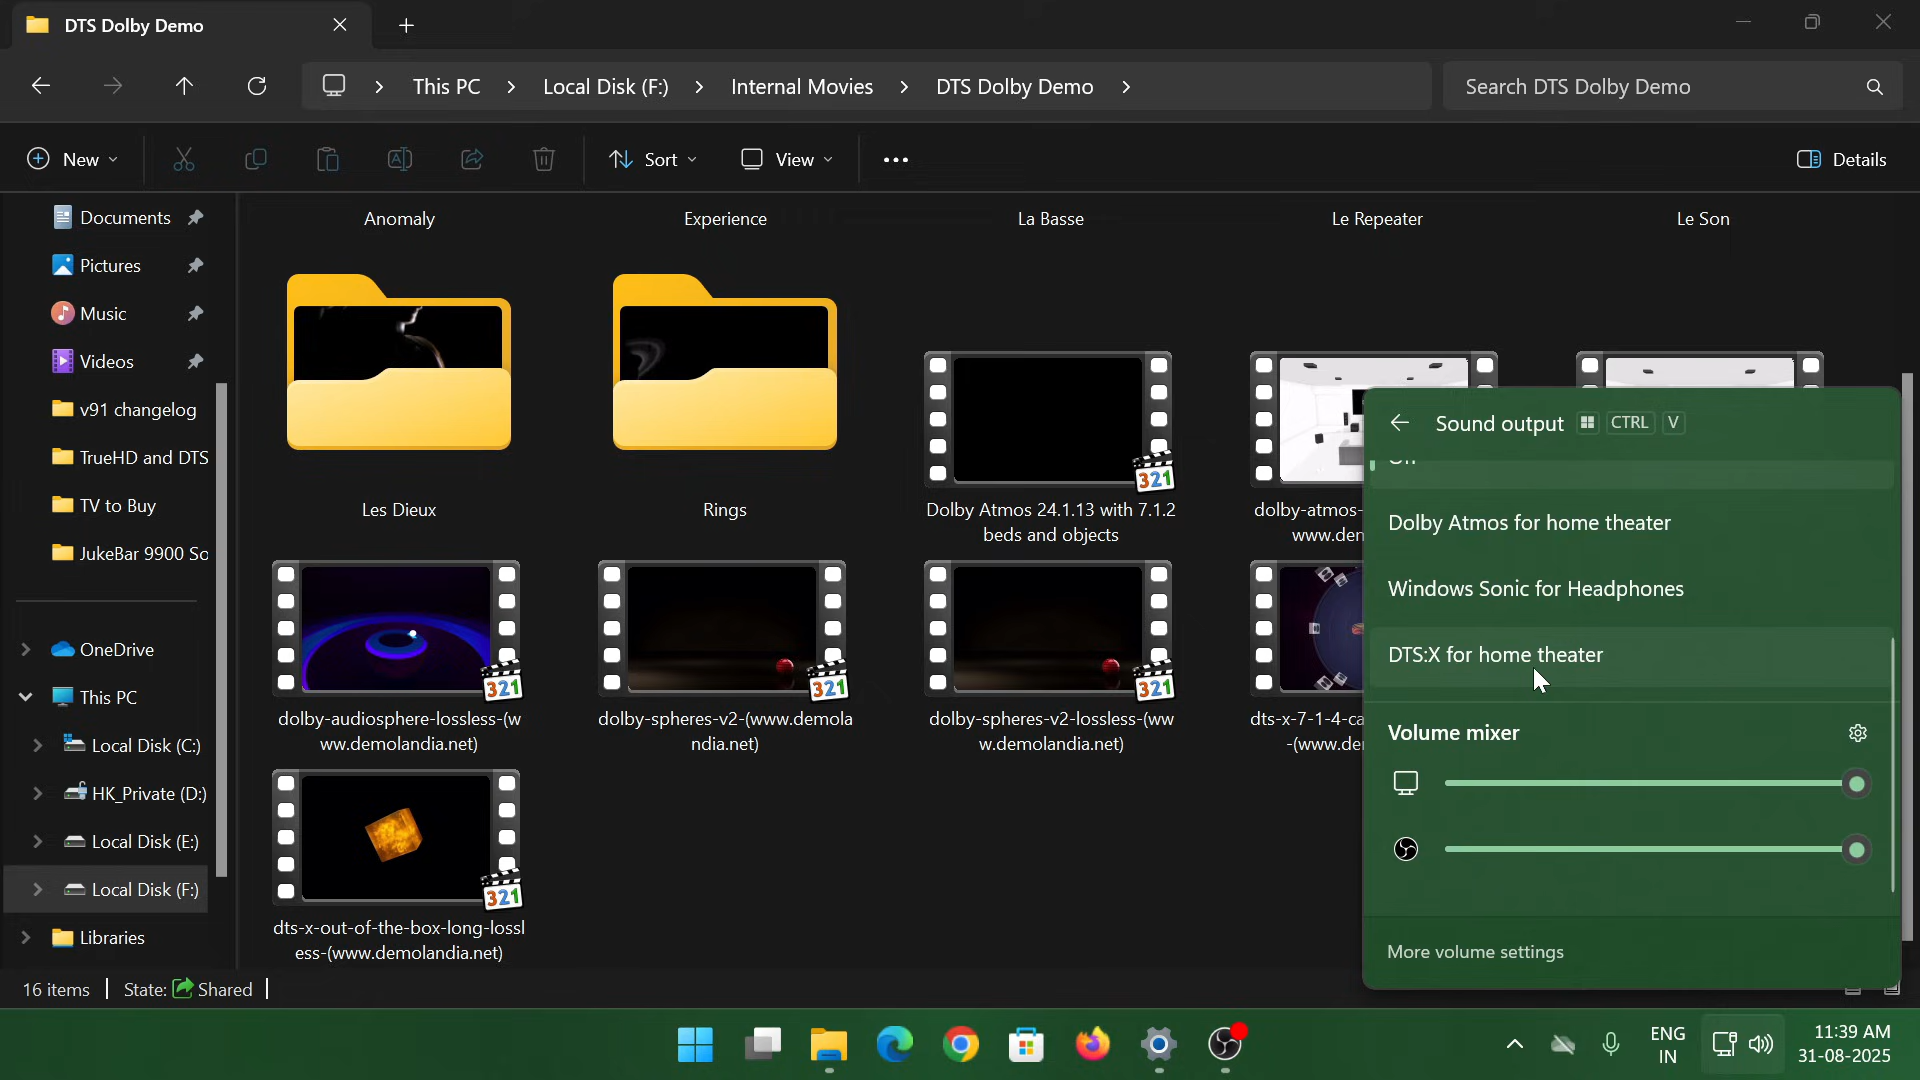 DTS Dolby Demo
This PC
Local Disk (F:)
Internal Movies
DTS Dolby Demo
Search DTS Dolby Demo
New
Sort
View
Details
Documents
Pictures
Music
Videos
v91 changelog
TrueHD and DTS
TV to Buy
JukeBar 9900 So
OneDrive
This PC
Local Disk (C:)
HK_Private (D:)
Local Disk (E:)
Local Disk (F:)
Libraries
Anomaly
Experience
La Basse
Le Repeater
Le Son
Les Dieux
Rings
321
Dolby Atmos 24.1.13 with 7.1.2
beds and objects
dolby-atmos-
www.den
321
dolby-audiosphere-lossless-(w
ww.demolandia.net)
321
dolby-spheres-v2-(www.demola
ndia.net)
321
dolby-spheres-v2-lossless-(ww
w.demolandia.net)
dts-x-7-1-4-ca
-(www.de
321
dts-x-out-of-the-box-long-lossl
ess-(www.demolandia.net)
Sound output CTRL V
Dolby Atmos for home theater
Windows Sonic for Headphones
DTS:X for home theater
Volume mixer
More volume settings
16 items
State: Shared
ENG
IN
11:39 AM
31-08-2025